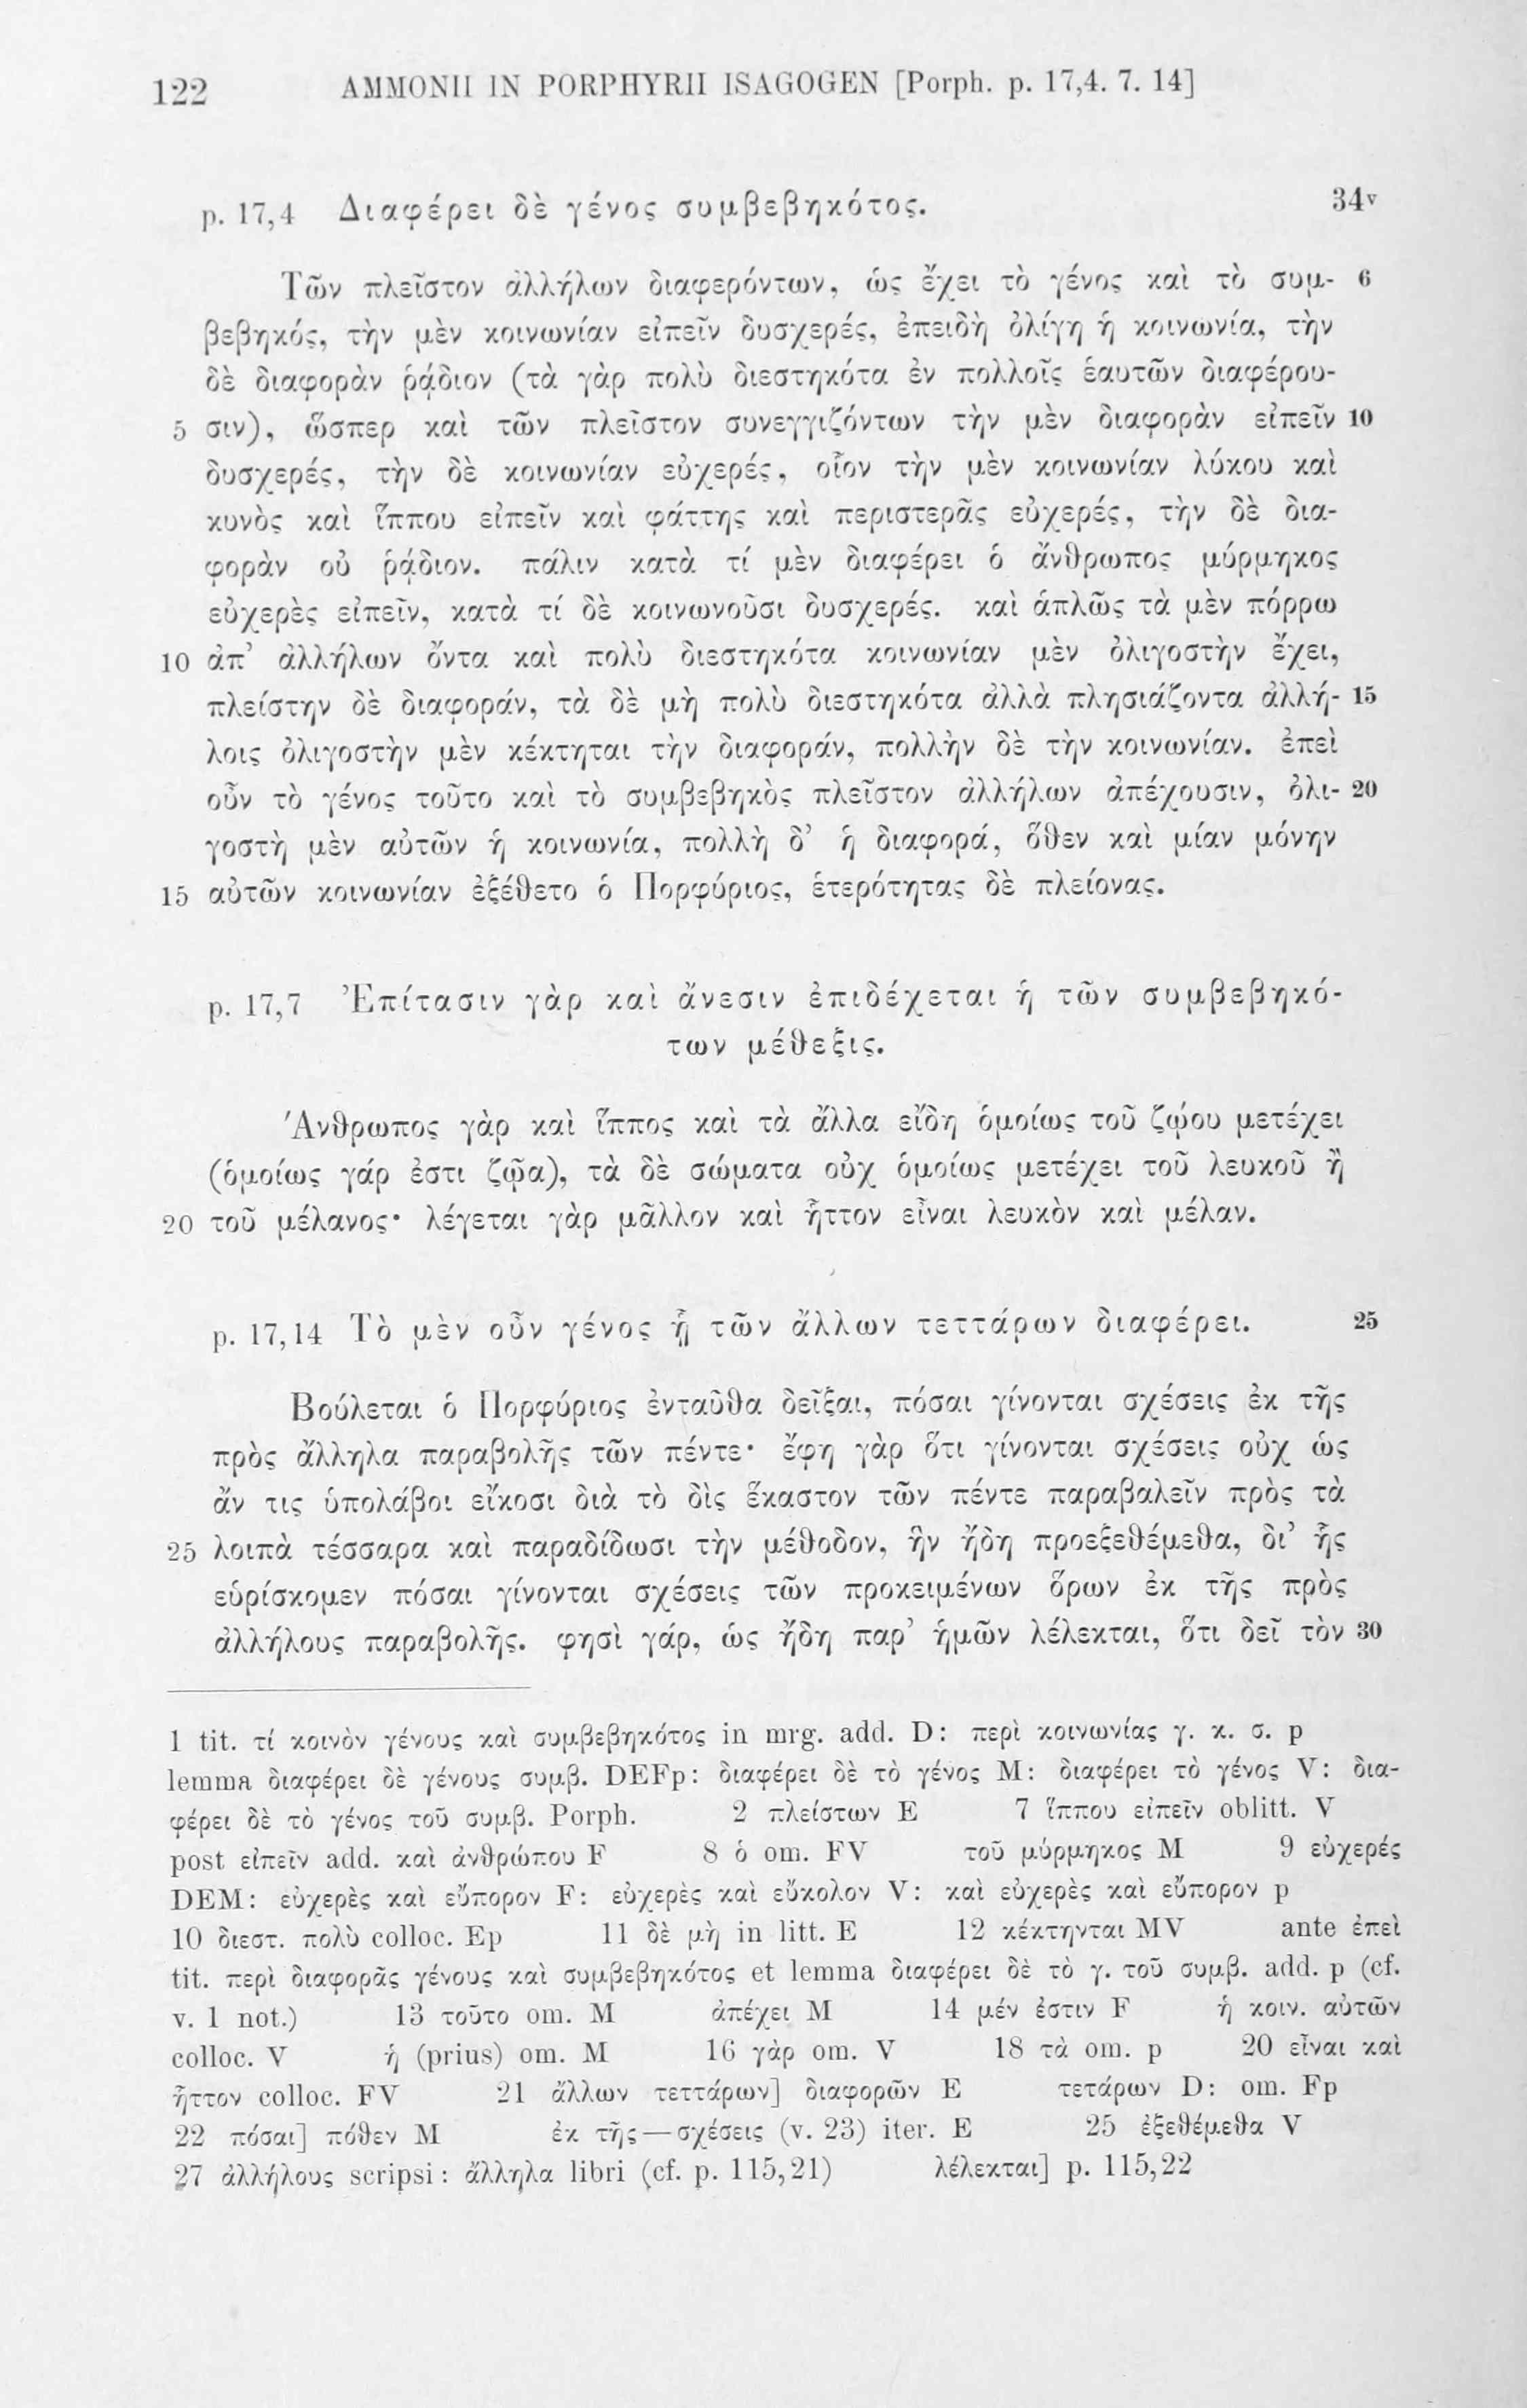 122 AMMONII IN PORPHYRII ISAGOGEN [Porph. p. 17,4. 7. 14]
p. 17,4 Διαφέρει δὲ γένος συμβεβηκότος. 34v
Τῶν πλεῖστον ἀλλήλων διαφερόντων, ὡς ἔχει τὸ γένος καὶ τὸ συμ- 6
βεβηκός, τὴν μὲν κοινωνίαν εἰπεῖν δυσχερές, ἐπειδὴ ὀλίγη ἡ κοινωνία, τὴν
δὲ διαφορὰν ῥᾴδιον (τὰ γὰρ πολὺ διεστηκότα ἐν πολλοῖς ἑαυτῶν διαφέρου-
5 σιν), ὥσπερ καὶ τῶν πλεῖστον συνεγγιζόντων τὴν μὲν διαφορὰν εἰπεῖν 10
δυσχερές, τὴν δὲ κοινωνίαν εὐχερές, οἷον τὴν μὲν κοινωνίαν λύκου καὶ
κυνὸς καὶ ἵππου εἰπεῖν καὶ φάττης καὶ περιστερᾶς εὐχερές, τὴν δὲ δια-
φορὰν οὐ ῥᾴδιον. πάλιν κατὰ τί μὲν διαφέρει ὁ ἄνθρωπος μύρμηκος
εὐχερὲς εἰπεῖν, κατὰ τί δὲ κοινωνοῦσι δυσχερές. καὶ ἁπλῶς τὰ μὲν πόρρω
10 ἀπ’ ἀλλήλων ὄντα καὶ πολὺ διεστηκότα κοινωνίαν μὲν ὀλιγοστὴν ἔχει,
πλείστην δὲ διαφοράν, τὰ δὲ μὴ πολὺ διεστηκότα ἀλλὰ πλησιάζοντα ἀλλή- 15
λοις ὀλιγοστὴν μὲν κέκτηται τὴν διαφοράν, πολλὴν δὲ τὴν κοινωνίαν. ἐπεὶ
οὖν τὸ γένος τοῦτο καὶ τὸ συμβεβηκὸς πλεῖστον ἀλλήλων ἀπέχουσιν, ὀλι- 20
γοστὴ μὲν αὐτῶν ἡ κοινωνία, πολλὴ δ’ ἡ διαφορά, ὅθεν καὶ μίαν μόνην
15 αὐτῶν κοινωνίαν ἐξέθετο ὁ Πορφύριος, ἑτερότητας δὲ πλείονας.
p. 17,7 Ἐπίτασιν γὰρ καὶ ἄνεσιν ἐπιδέχεται ἡ τῶν συμβεβηκό-
των μέθεξις.
Ἄνθρωπος γὰρ καὶ ἵππος καὶ τὰ ἄλλα εἴδη ὁμοίως τοῦ ζῴου μετέχει
(ὁμοίως γάρ ἐστι ζῷα), τὰ δὲ σώματα οὐχ ὁμοίως μετέχει τοῦ λευκοῦ ἢ
20 τοῦ μέλανος· λέγεται γὰρ μᾶλλον καὶ ἧττον εἶναι λευκὸν καὶ μέλαν.
p. 17,14 Τὸ μὲν οὖν γένος ᾗ τῶν ἄλλων τεττάρων διαφέρει. 25
Βούλεται ὁ Πορφύριος ἐνταῦθα δεῖξαι, πόσαι γίνονται σχέσεις ἐκ τῆς
πρὸς ἄλληλα παραβολῆς τῶν πέντε· ἔφη γὰρ ὅτι γίνονται σχέσεις οὐχ ὡς
ἄν τις ὑπολάβοι εἴκοσι διὰ τὸ δὶς ἕκαστον τῶν πέντε παραβαλεῖν πρὸς τὰ
25 λοιπὰ τέσσαρα καὶ παραδίδωσι τὴν μέθοδον, ἣν ἤδη προεξεθέμεθα, δι’ ἧς
εὑρίσκομεν πόσαι γίνονται σχέσεις τῶν προκειμένων ὅρων ἐκ τῆς πρὸς
ἀλλήλους παραβολῆς. φησὶ γάρ, ὡς ἤδη παρ’ ἡμῶν λέλεκται, ὅτι δεῖ τὸν 30
1 tit. τί κοινὸν γένους καὶ συμβεβηκότος in mrg. add. D: περὶ κοινωνίας γ. κ. σ. p
lemma διαφέρει δὲ γένους συμβ. DEFp: διαφέρει δὲ τὸ γένος M: διαφέρει τὸ γένος V: δια-
φέρει δὲ τὸ γένος τοῦ συμβ. Porph. 2 πλείστων E 7 ἵππου εἰπεῖν oblitt. V
post εἰπεῖν add. καὶ ἀνθρώπου F 8 ὁ om. FV τοῦ μύρμηκος M 9 εὐχερές
DEM: εὐχερὲς καὶ εὔπορον F: εὐχερὲς καὶ εὔκολον V: καὶ εὐχερὲς καὶ εὔπορον p
10 διεστ. πολὺ colloc. Ep 11 δὲ μὴ in litt. E 12 κέκτηνται MV ante ἐπεὶ
tit. περὶ διαφορᾶς γένους καὶ συμβεβηκότος et lemma διαφέρει δὲ τὸ γ. τοῦ συμβ. add. p (cf.
v. 1 not.) 13 τοῦτο om. M ἀπέχει M 14 μέν ἐστιν F ἡ κοιν. αὐτῶν
colloc. V ἡ (prius) om. M 16 γὰρ om. V 18 τὰ om. p 20 εἶναι καὶ
ἧττον colloc. FV 21 ἄλλων τεττάρων] διαφορῶν E τετάρων D: om. Fp
22 πόσαι] πόθεν M ἐκ τῆς—σχέσεις (v. 23) iter. E 25 ἐξεθέμεθα V
27 ἀλλήλους scripsi: ἄλληλα libri (cf. p. 115,21) λέλεκται] p. 115,22